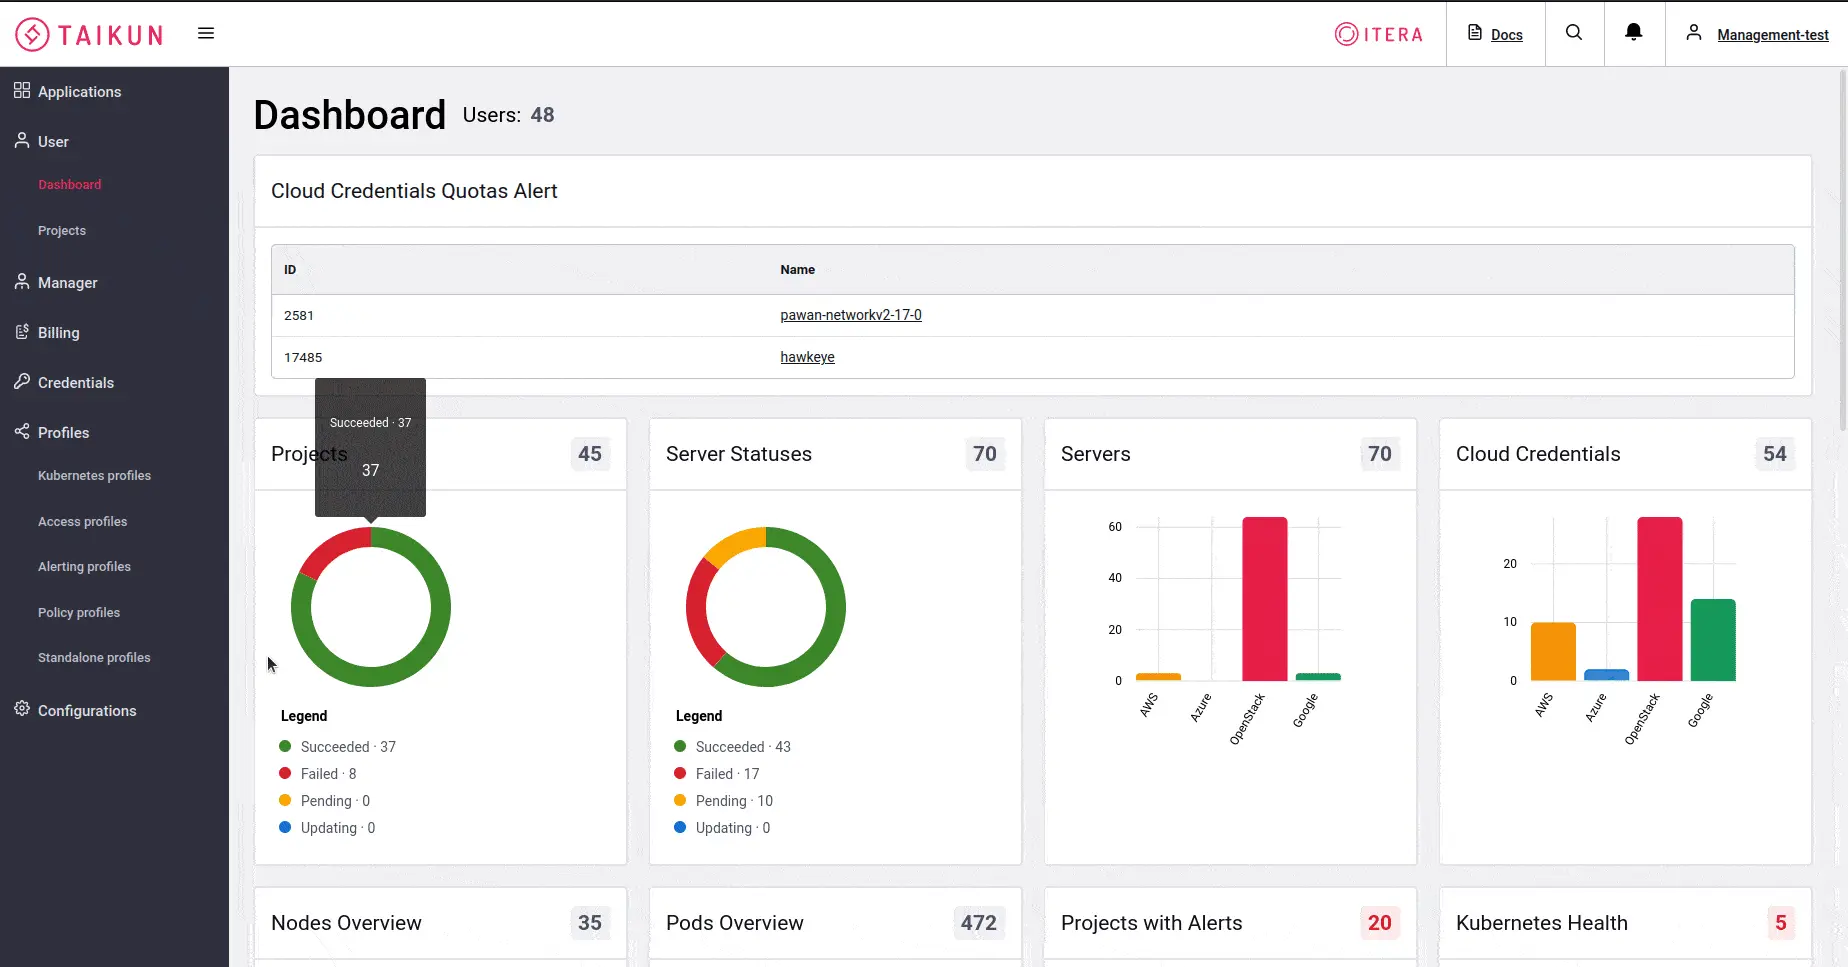 TAIKUN
ITERA
Docs
Management-test
Applications
User
Dashboard
Projects
Manager
Billing
Credentials
Profiles
Kubernetes profiles
Access profiles
Alerting profiles
Policy profiles
Standalone profiles
Configurations
Dashboard Users: 48
Cloud Credentials Quotas Alert
ID Name
2581 pawan-networkv2-17-0
17485 hawkeye
Succeeded · 37
37
Projects 45
Legend
Succeeded · 37
Failed · 8
Pending · 0
Updating · 0
Server Statuses 70
Legend
Succeeded · 43
Failed · 17
Pending · 10
Updating · 0
Servers 70
60
40
20
0
AWS Azure OpenStack Google
Cloud Credentials 54
20
10
0
AWS Azure OpenStack Google
Nodes Overview 35
Pods Overview 472
Projects with Alerts 20
Kubernetes Health 5